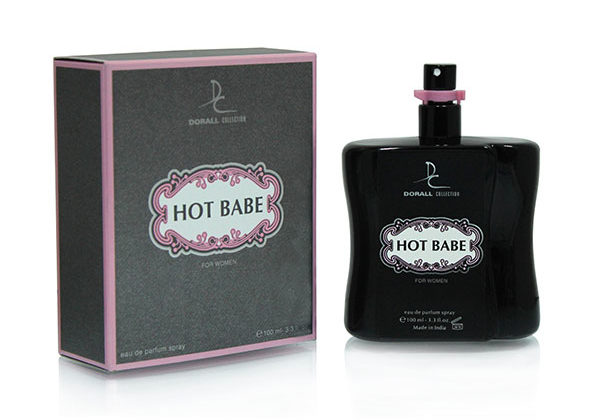 DC
DORALL COLLECTION
HOT BABE
FOR WOMEN
eau de parfum spray
℮100 ml- 3.3 fl
DC
DORALL COLLECTION
HOT BABE
FOR WOMEN
eau de parfum spray
℮100 ml- 3.3 fl.oz
Made in India